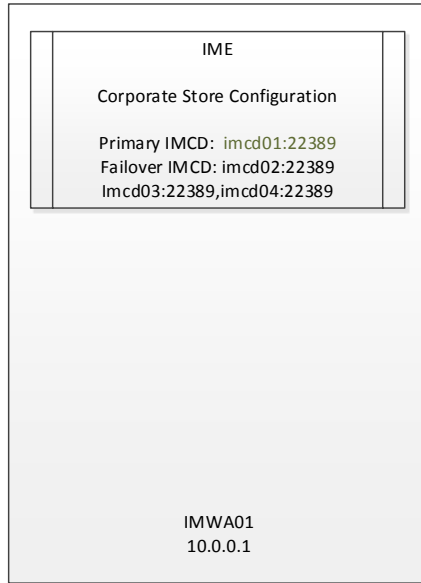 IME
Corporate Store Configuration
Primary IMCD: imcd01:22389
Failover IMCD: imcd02:22389
Imcd03:22389,imcd04:22389
IMWA01
10.0.0.1